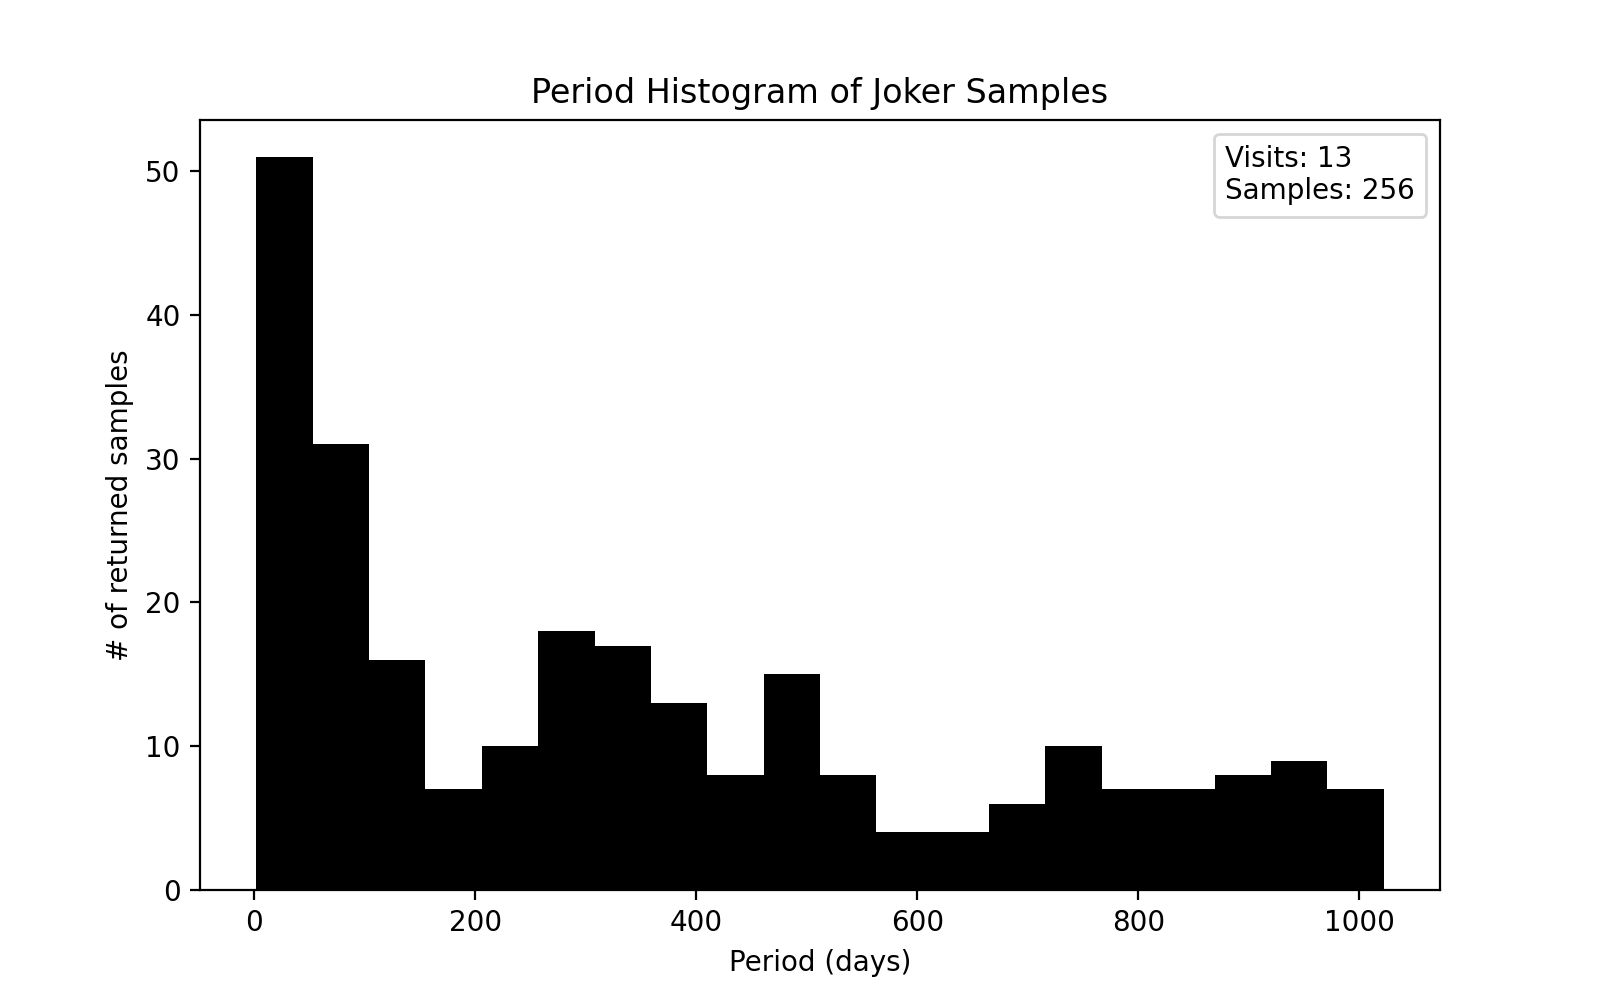 Period Histogram of Joker Samples
Visits: 13
Samples: 256
# of returned samples
50
40
30
20
10
0
0 200 400 600 800 1000
Period (days)